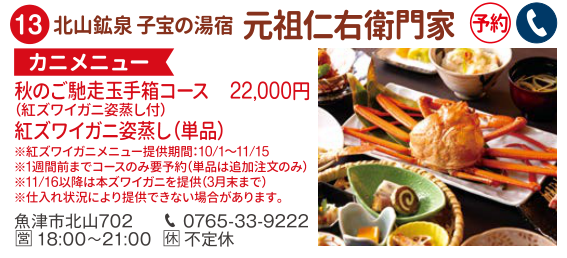 13 北山鉱泉 子宝の湯宿 元祖仁右衛門家 予約
カニメニュー
秋のご馳走玉手箱コース 22,000円
(紅ズワイガニ姿蒸し付)
紅ズワイガニ姿蒸し(単品)
※紅ズワイガニメニュー提供期間:10/1〜11/15
※1週間前までコースのみ要予約(単品は追加注文のみ)
※11/16以降は本ズワイガニを提供(3月末まで)
※仕入れ状況により提供できない場合があります。
魚津市北山702 0765-33-9222
営 18:00〜21:00 休 不定休